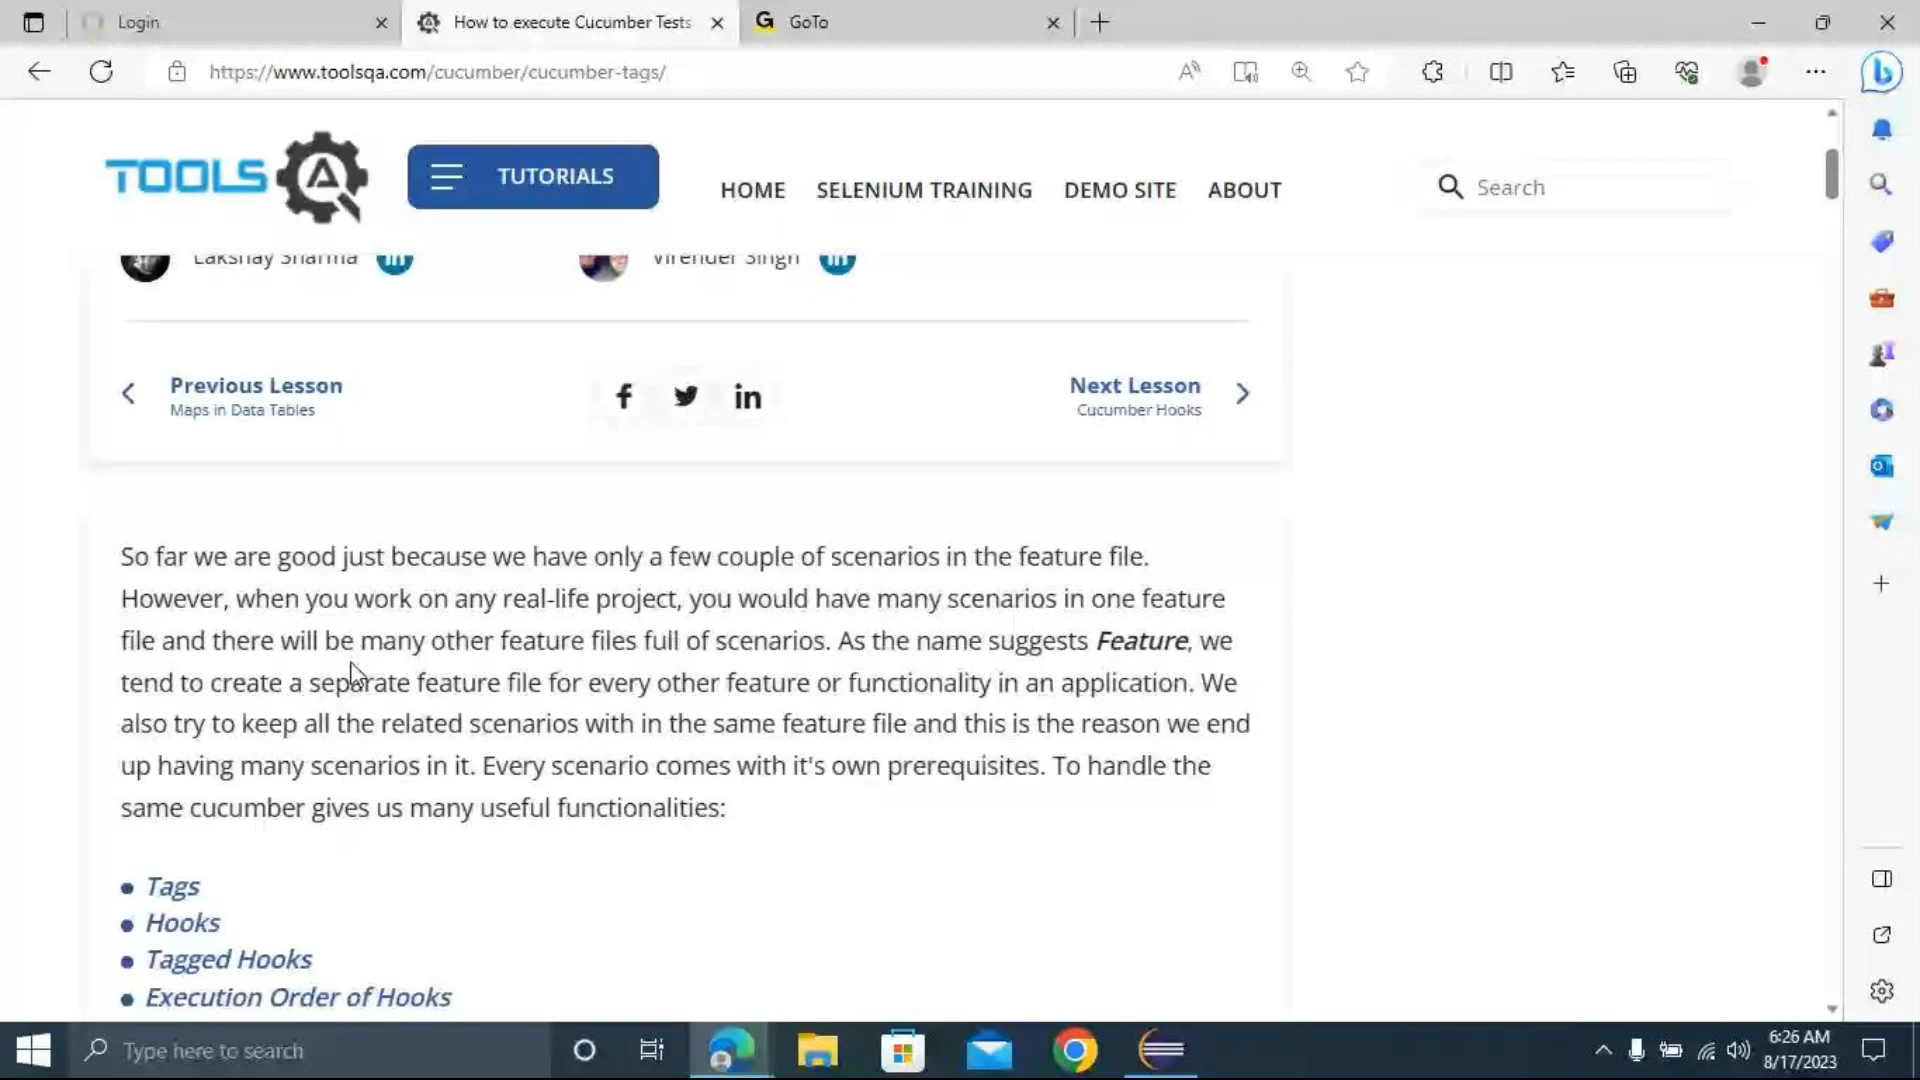 Login
How to execute Cucumber Tests
GoTo
https://www.toolsqa.com/cucumber/cucumber-tags/
TOOLS
TUTORIALS
HOME
SELENIUM TRAINING
DEMO SITE
ABOUT
Search
Lakshay Sharma
Virender Singh
Previous Lesson
Maps in Data Tables
Next Lesson
Cucumber Hooks
So far we are good just because we have only a few couple of scenarios in the feature file.
However, when you work on any real-life project, you would have many scenarios in one feature
file and there will be many other feature files full of scenarios. As the name suggests Feature, we
tend to create a separate feature file for every other feature or functionality in an application. We
also try to keep all the related scenarios with in the same feature file and this is the reason we end
up having many scenarios in it. Every scenario comes with it's own prerequisites. To handle the
same cucumber gives us many useful functionalities:
Tags
Hooks
Tagged Hooks
Execution Order of Hooks
Type here to search
6:26 AM
8/17/2023